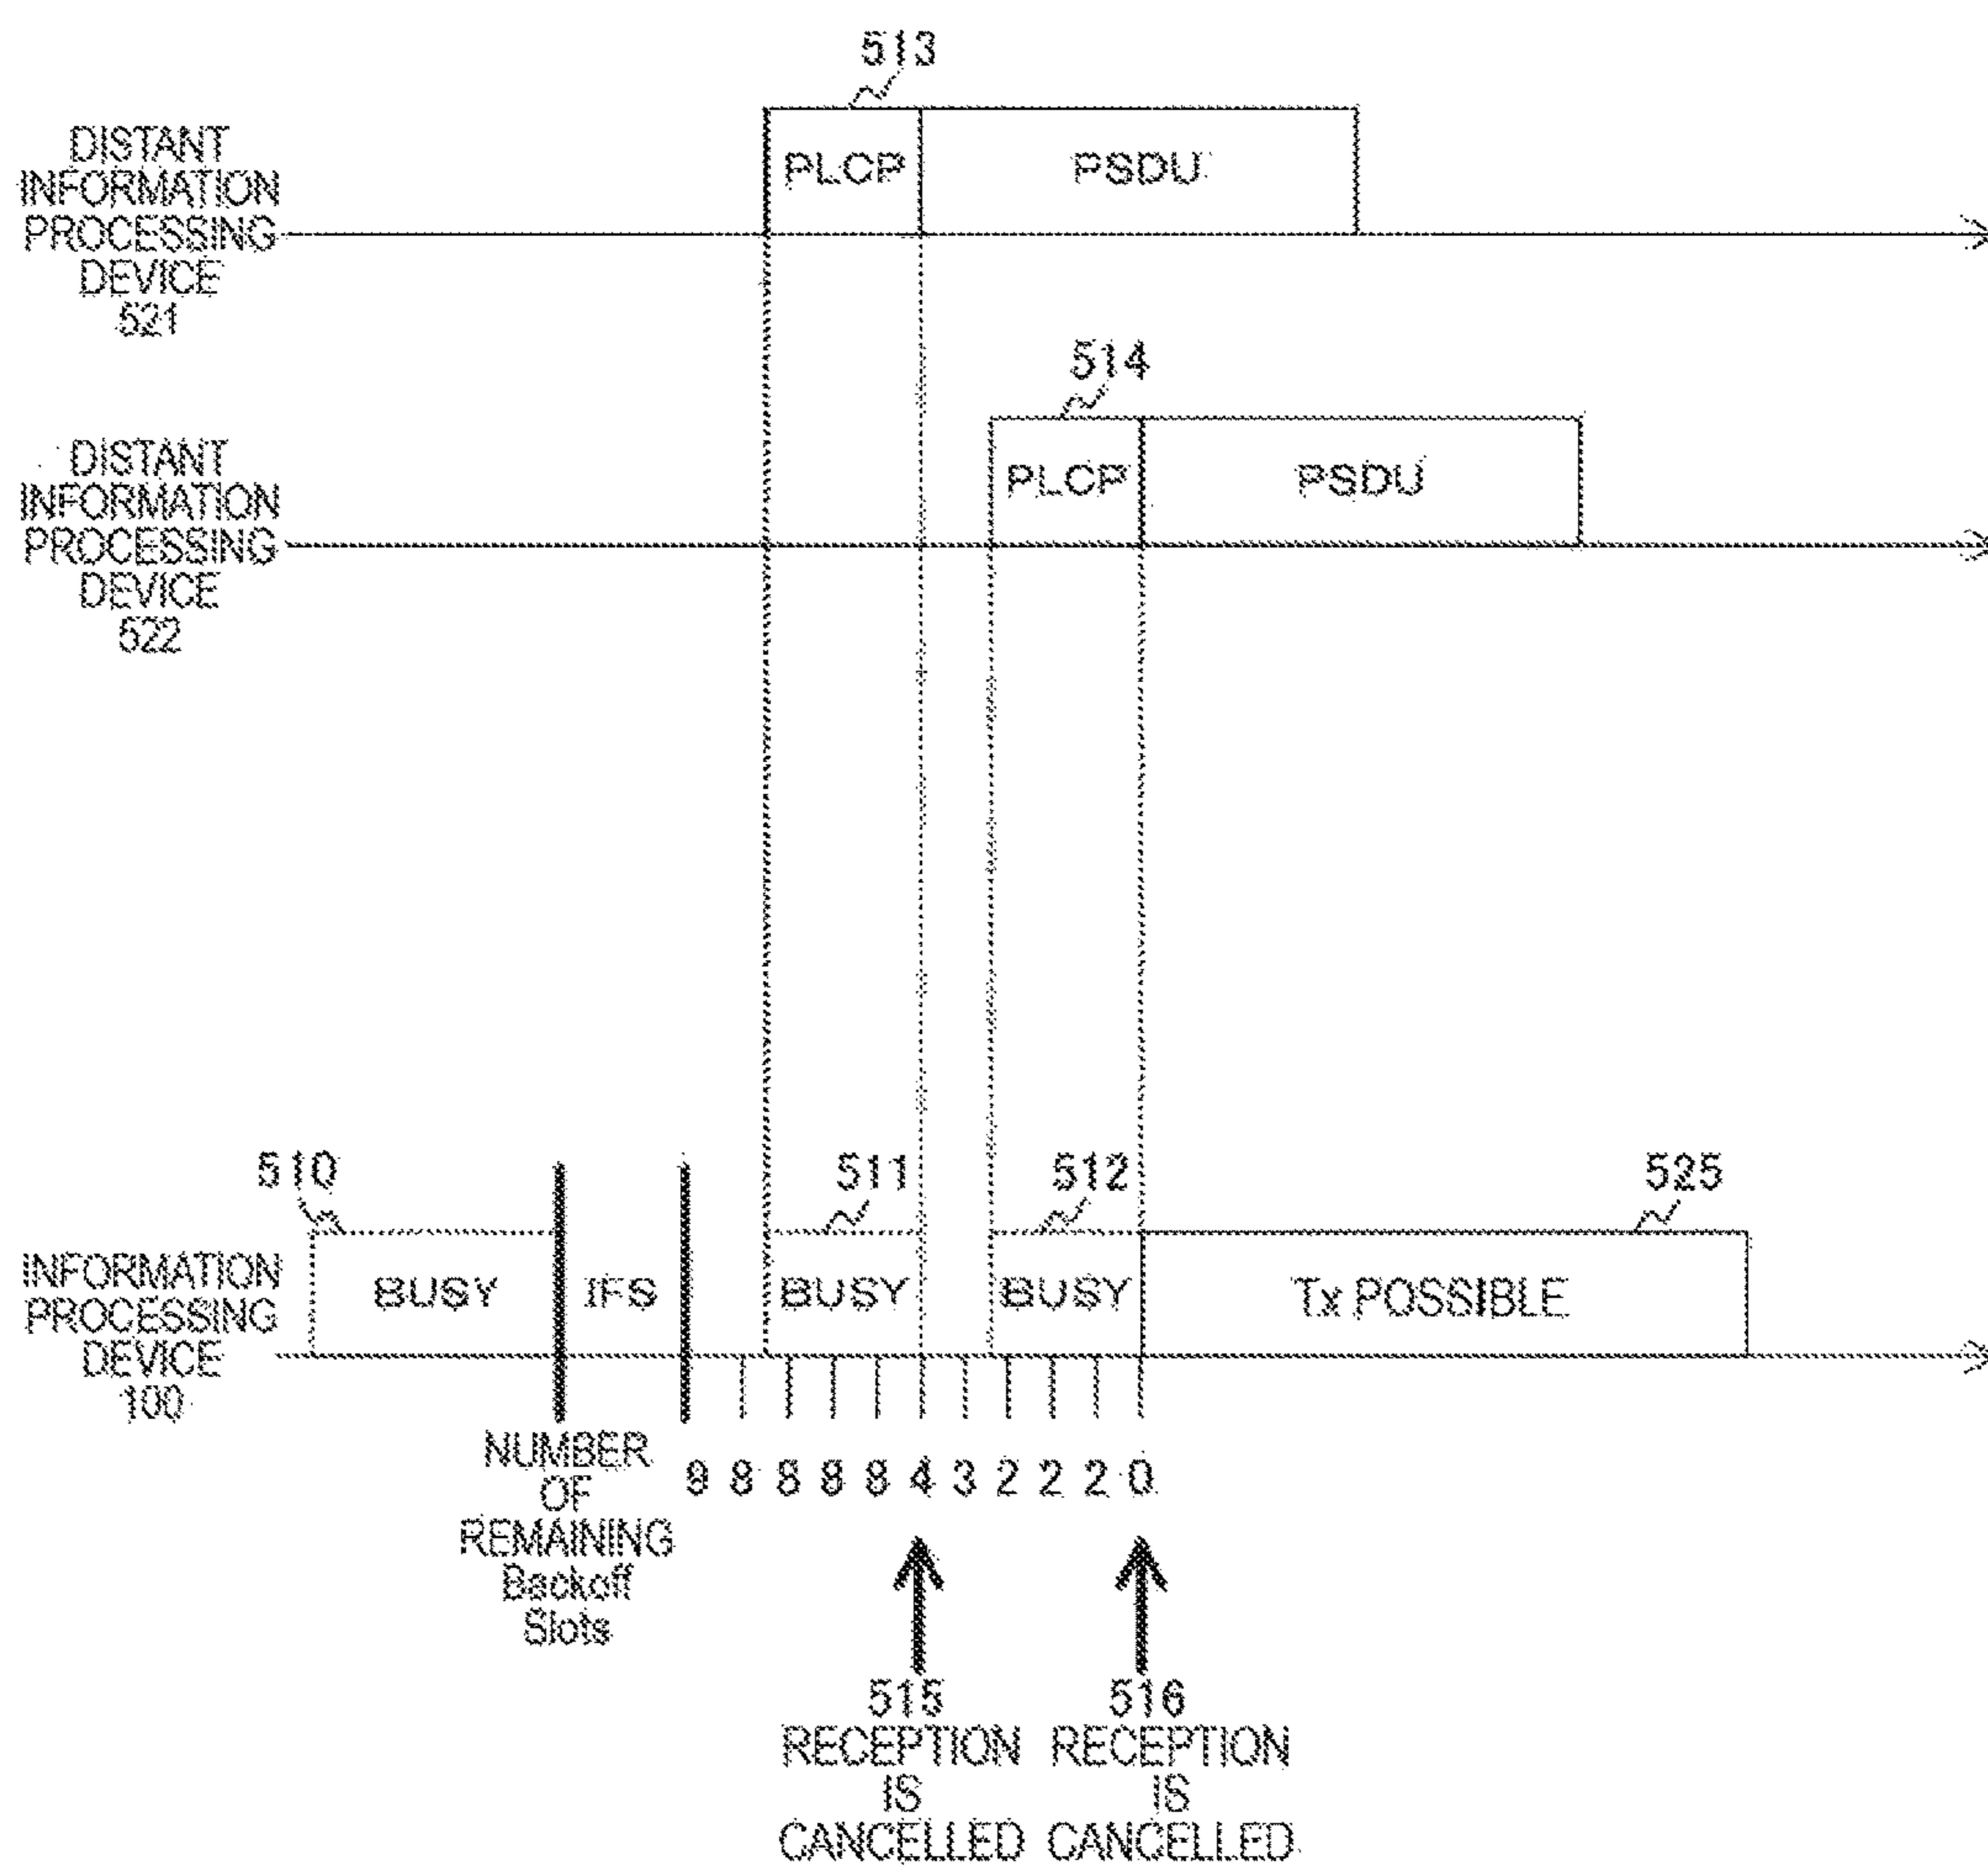 513
DISTANT
INFORMATION
PROCESSING
DEVICE
521
PLCP PSDU
514
DISTANT
INFORMATION
PROCESSING
DEVICE
522
PLCP PSDU
510 511 512 525
INFORMATION
PROCESSING
DEVICE
100
BUSY IFS BUSY BUSY Tx POSSIBLE
NUMBER
OF
REMAINING
Backoff
Slots
9 8 8 8 8 4 3 2 2 2 0
515
RECEPTION
IS
CANCELLED
516
RECEPTION
IS
CANCELLED